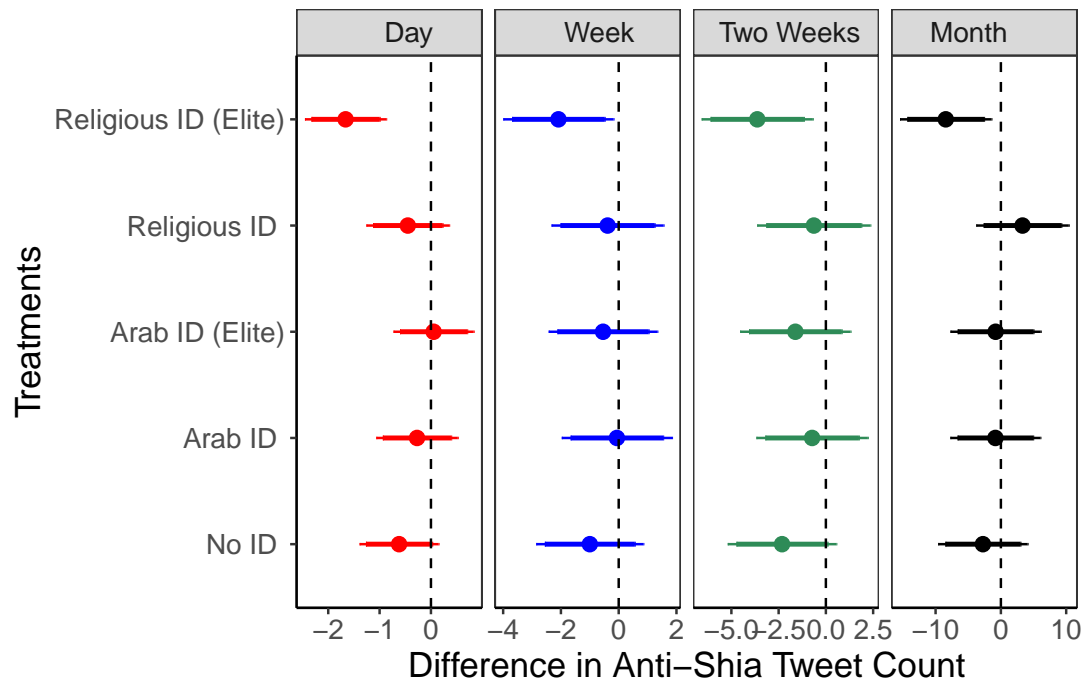 Day Week Two Weeks Month
Treatments
Religious ID (Elite)
Religious ID
Arab ID (Elite)
Arab ID
No ID
−2 −1 0 −4 −2 0 2 −5.0 −2.5 0.0 2.5 −10 0 10
Difference in Anti−Shia Tweet Count